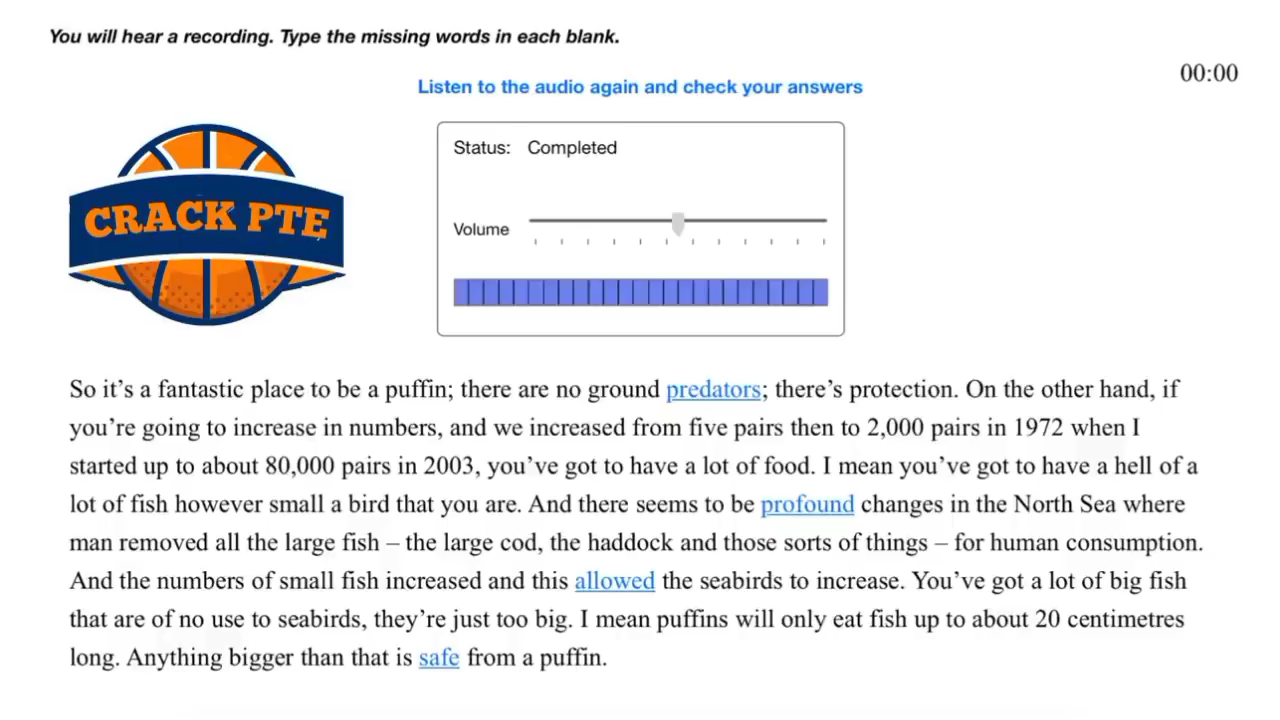 You will hear a recording. Type the missing words in each blank.
00:00
Listen to the audio again and check your answers
CRACK PTE
Status: Completed
Volume
So it’s a fantastic place to be a puffin; there are no ground predators; there’s protection. On the other hand, if
you’re going to increase in numbers, and we increased from five pairs then to 2,000 pairs in 1972 when I
started up to about 80,000 pairs in 2003, you’ve got to have a lot of food. I mean you’ve got to have a hell of a
lot of fish however small a bird that you are. And there seems to be profound changes in the North Sea where
man removed all the large fish – the large cod, the haddock and those sorts of things – for human consumption.
And the numbers of small fish increased and this allowed the seabirds to increase. You’ve got a lot of big fish
that are of no use to seabirds, they’re just too big. I mean puffins will only eat fish up to about 20 centimetres
long. Anything bigger than that is safe from a puffin.